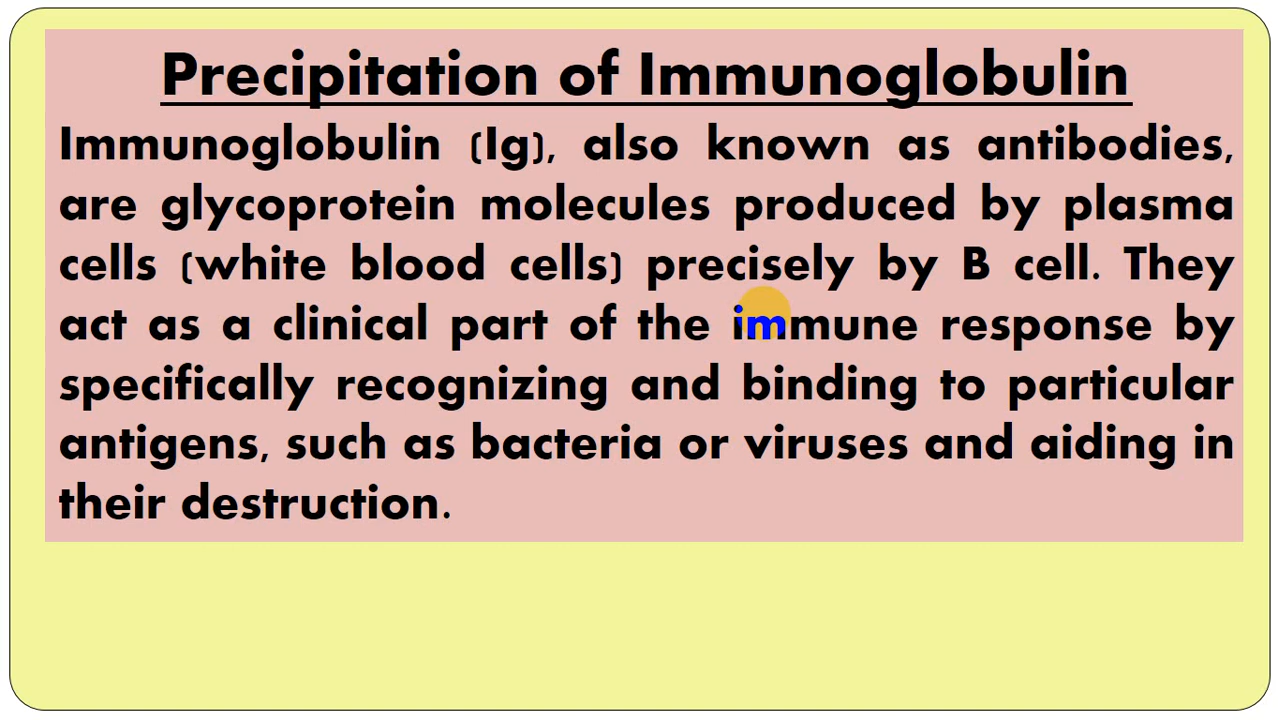 Precipitation of Immunoglobulin
Immunoglobulin (Ig), also known as antibodies,
are glycoprotein molecules produced by plasma
cells (white blood cells) precisely by B cell. They
act as a clinical part of the immune response by
specifically recognizing and binding to particular
antigens, such as bacteria or viruses and aiding in
their destruction.